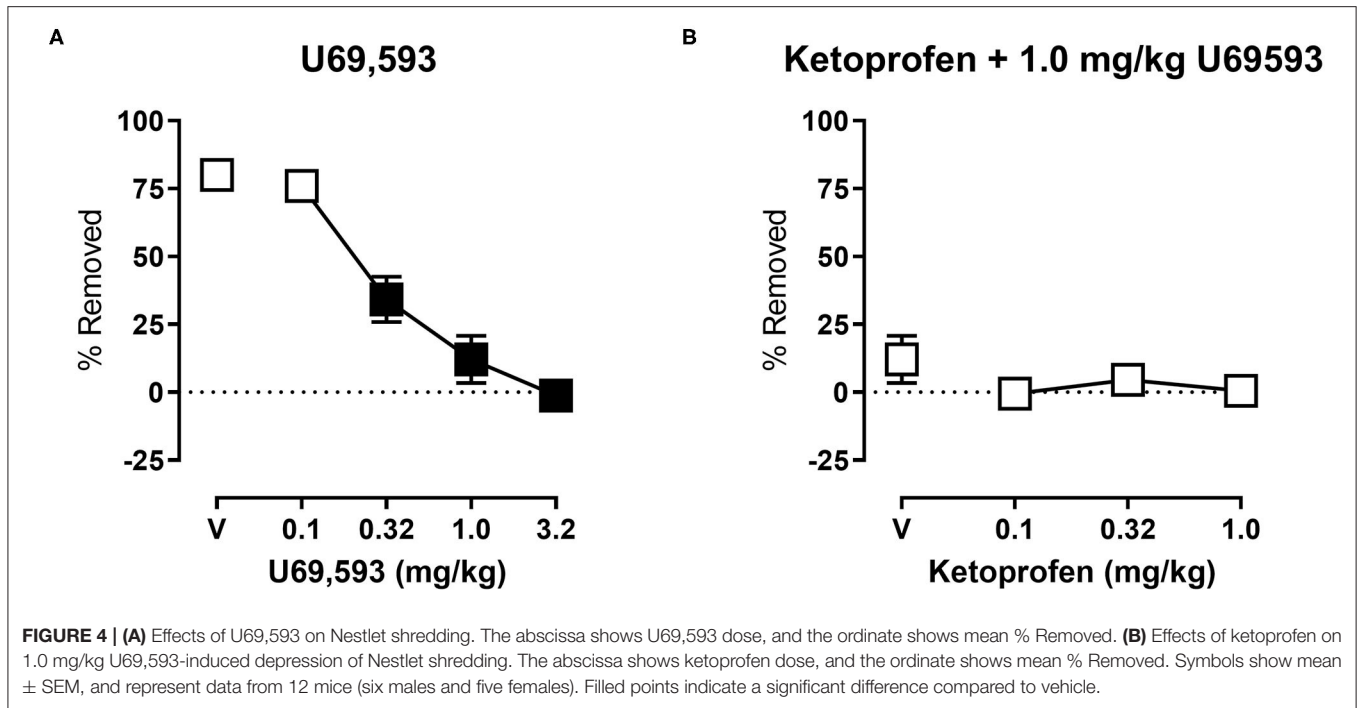 A
U69,593
100
75
50
25
0
-25
% Removed
V 0.1 0.32 1.0 3.2
U69,593 (mg/kg)
B
Ketoprofen + 1.0 mg/kg U69593
100
75
50
25
0
-25
% Removed
V 0.1 0.32 1.0
Ketoprofen (mg/kg)
FIGURE 4 | (A) Effects of U69,593 on Nestlet shredding. The abscissa shows U69,593 dose, and the ordinate shows mean % Removed. (B) Effects of ketoprofen on
1.0 mg/kg U69,593-induced depression of Nestlet shredding. The abscissa shows ketoprofen dose, and the ordinate shows mean % Removed. Symbols show mean
± SEM, and represent data from 12 mice (six males and five females). Filled points indicate a significant difference compared to vehicle.